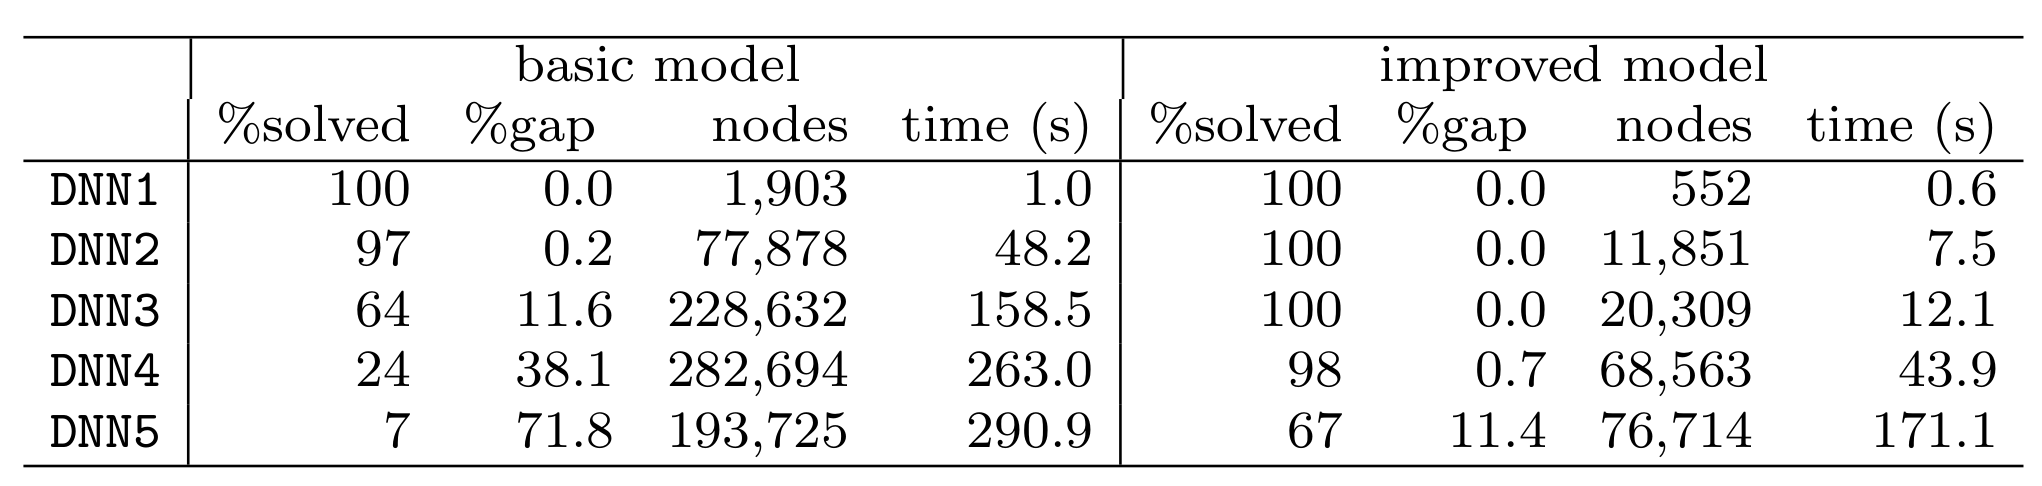 basic model improved model
%solved %gap nodes time (s) %solved %gap nodes time (s)
DNN1 100 0.0 1,903 1.0 100 0.0 552 0.6
DNN2 97 0.2 77,878 48.2 100 0.0 11,851 7.5
DNN3 64 11.6 228,632 158.5 100 0.0 20,309 12.1
DNN4 24 38.1 282,694 263.0 98 0.7 68,563 43.9
DNN5 7 71.8 193,725 290.9 67 11.4 76,714 171.1